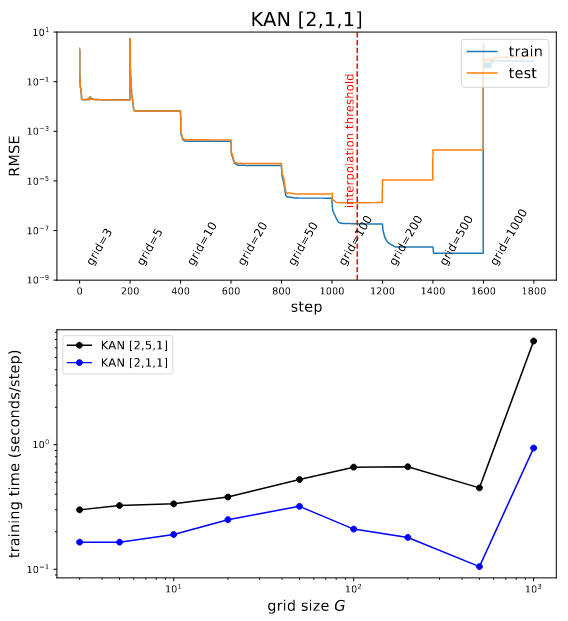 KAN [2,1,1]
10^1
10^-1
10^-3
10^-5
10^-7
10^-9
RMSE
train
test
interpolation threshold
grid=3
grid=5
grid=10
grid=20
grid=50
grid=100
grid=200
grid=500
grid=1000
0 200 400 600 800 1000 1200 1400 1600 1800
step
KAN [2,5,1]
KAN [2,1,1]
10^0
10^-1
training time (seconds/step)
10^1 10^2 10^3
grid size G